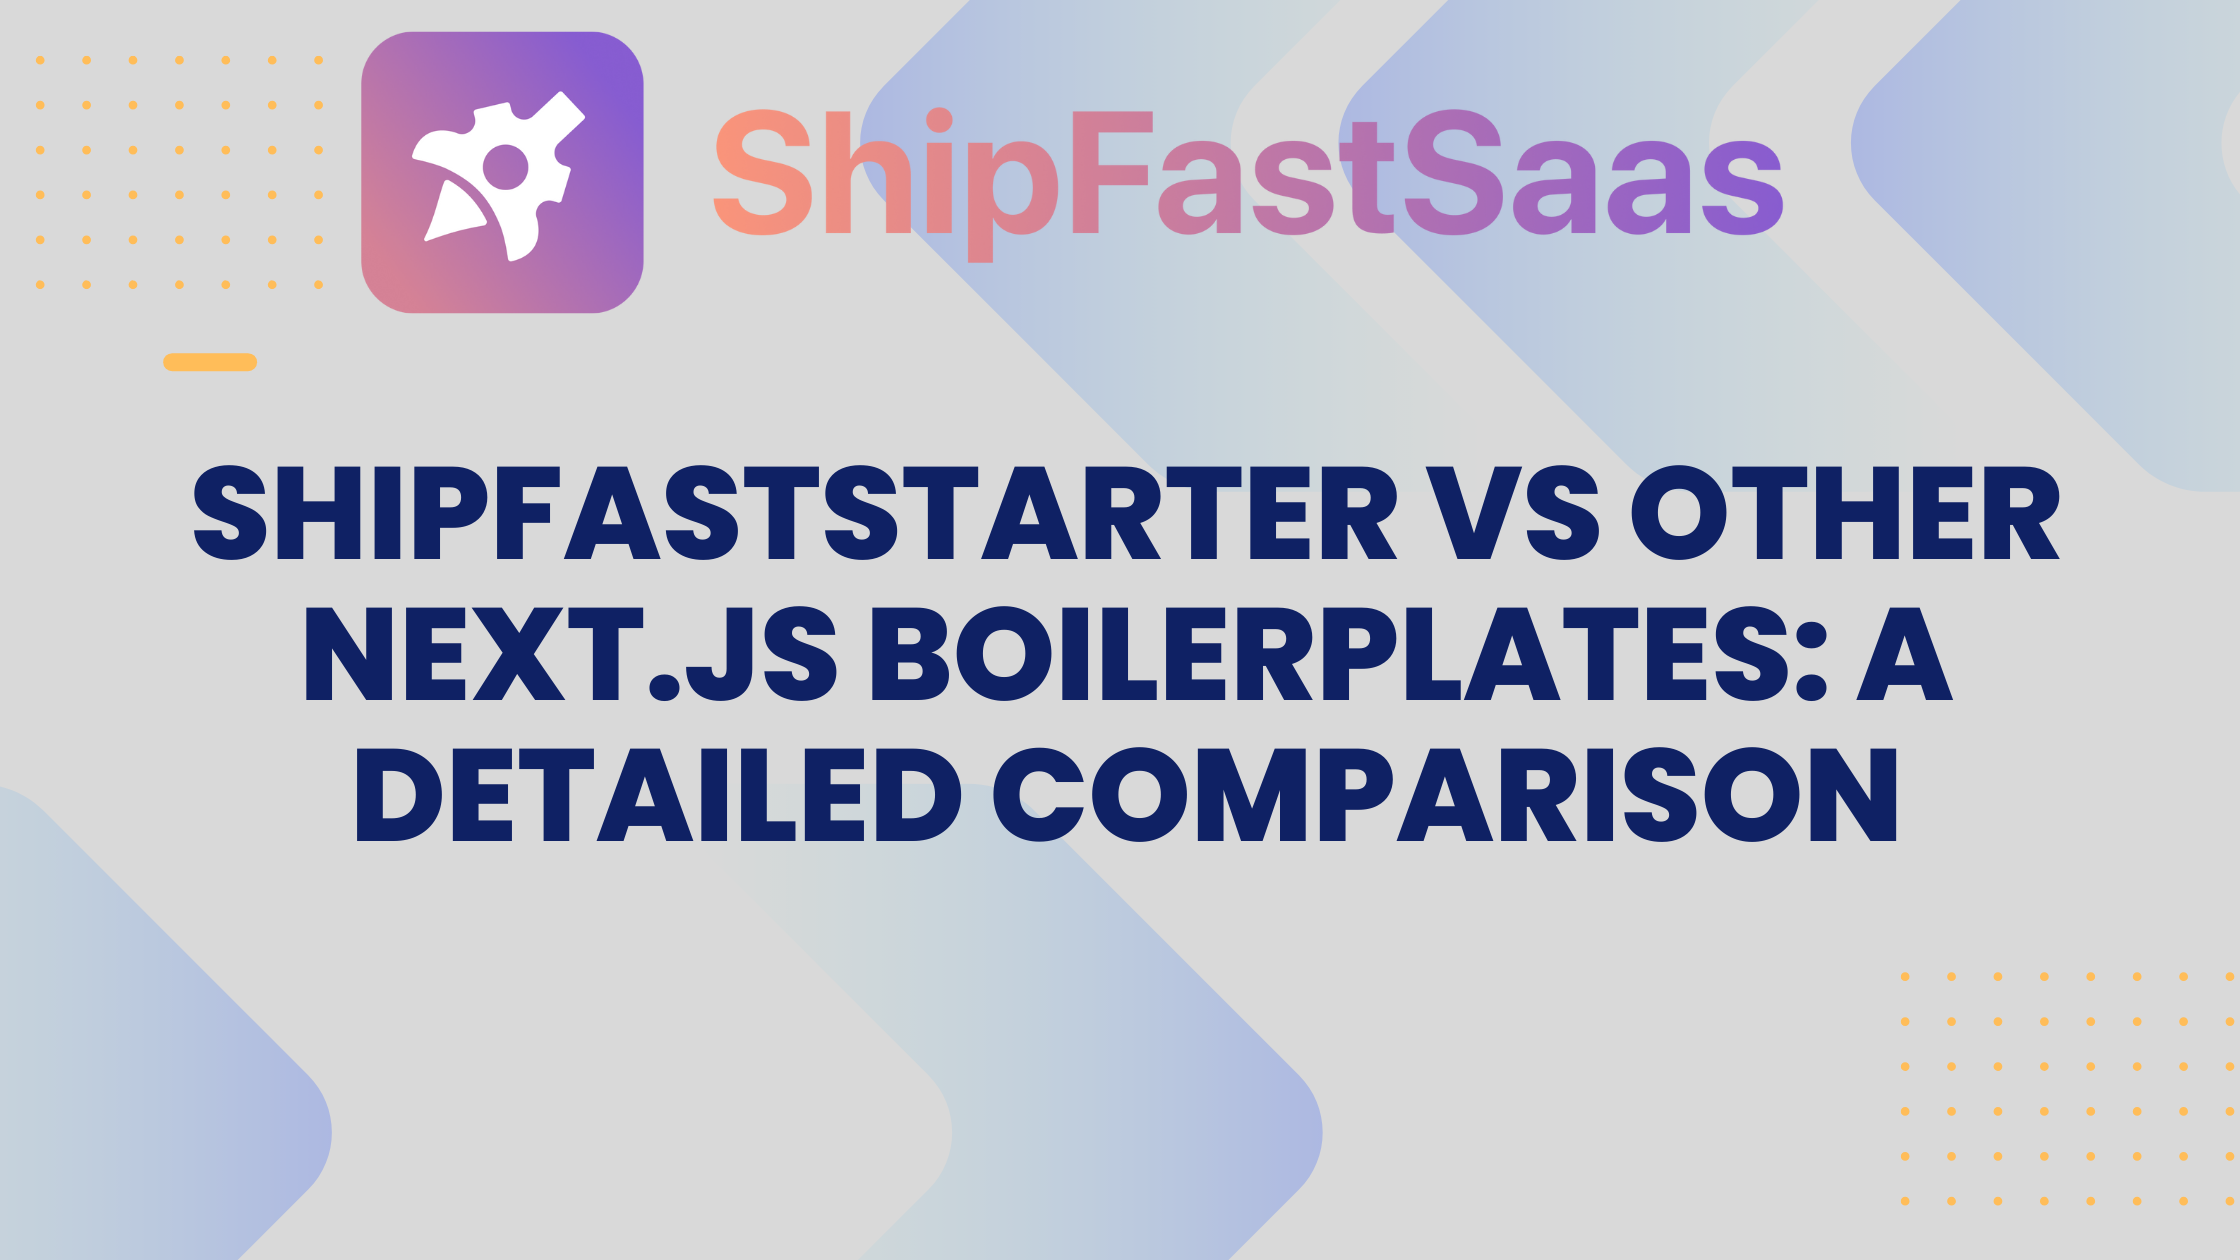 ShipFastSaas
SHIPFASTSTARTER VS OTHER
NEXT.JS BOILERPLATES: A
DETAILED COMPARISON